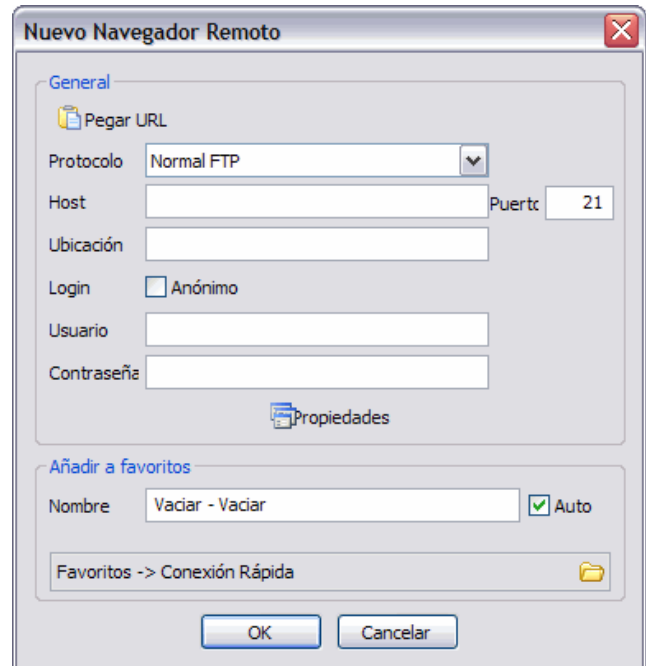 Nuevo Navegador Remoto
General
Pegar URL
Protocolo Normal FTP
Host Puertc 21
Ubicación
Login Anónimo
Usuario
Contraseña
Propiedades
Añadir a favoritos
Nombre Vaciar - Vaciar Auto
Favoritos -> Conexión Rápida
OK Cancelar